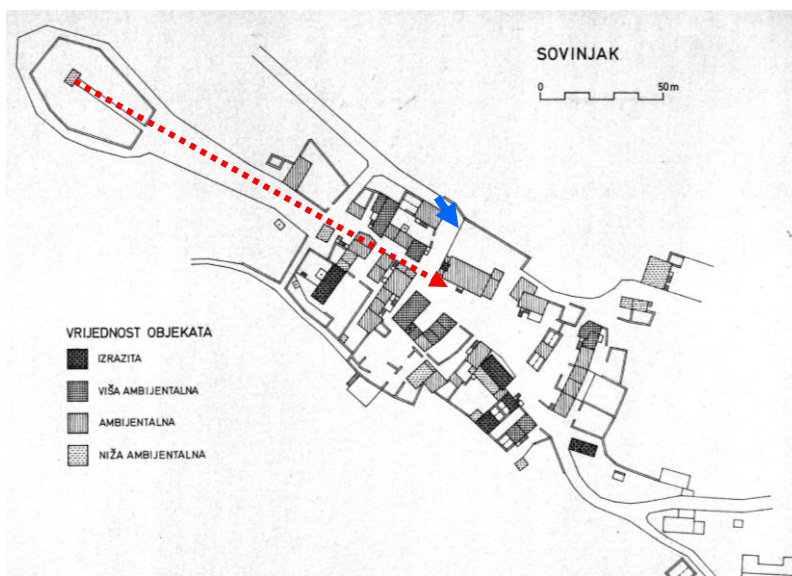 SOVINJAK
0 50m
VRIJEDNOST OBJEKATA
IZRAZITA
VIŠA AMBIJENTALNA
AMBIJENTALNA
NIŽA AMBIJENTALNA